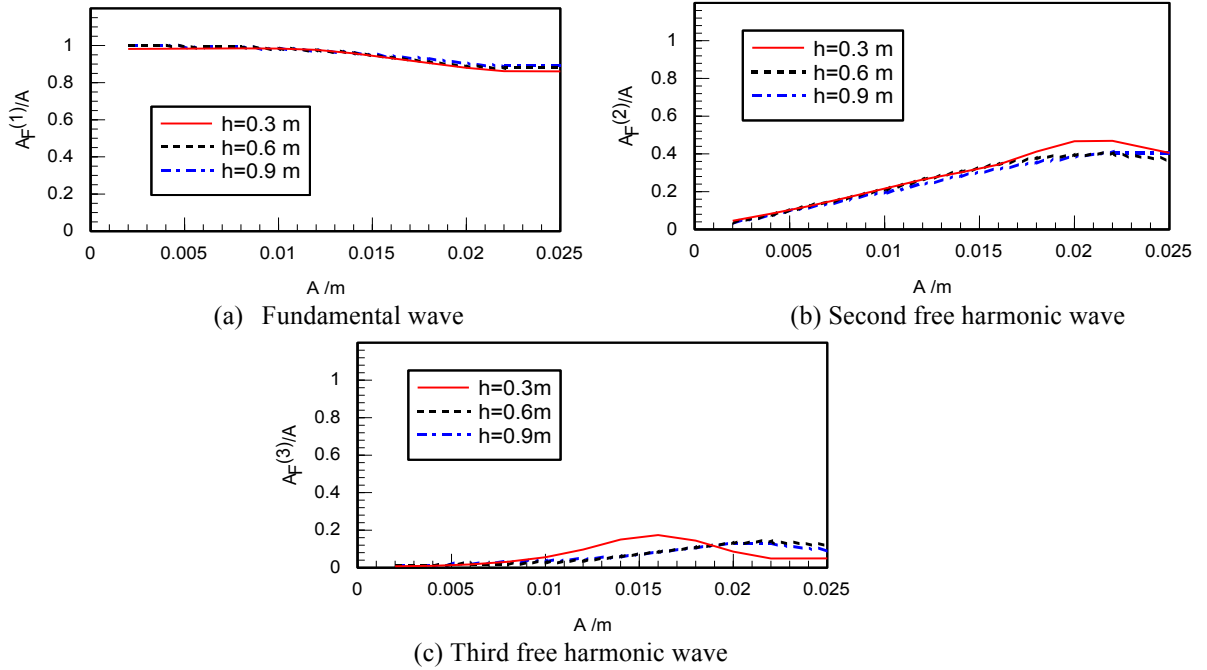 A_F^(1)/A
1
0.8
0.6
0.4
0.2
0
h=0.3 m
h=0.6 m
h=0.9 m
0 0.005 0.01 0.015 0.02 0.025
A /m
(a) Fundamental wave
A_F^(2)/A
1
0.8
0.6
0.4
0.2
0
h=0.3 m
h=0.6 m
h=0.9 m
0 0.005 0.01 0.015 0.02 0.025
A /m
(b) Second free harmonic wave
A_F^(3)/A
1
0.8
0.6
0.4
0.2
0
h=0.3m
h=0.6m
h=0.9m
0 0.005 0.01 0.015 0.02 0.025
A /m
(c) Third free harmonic wave